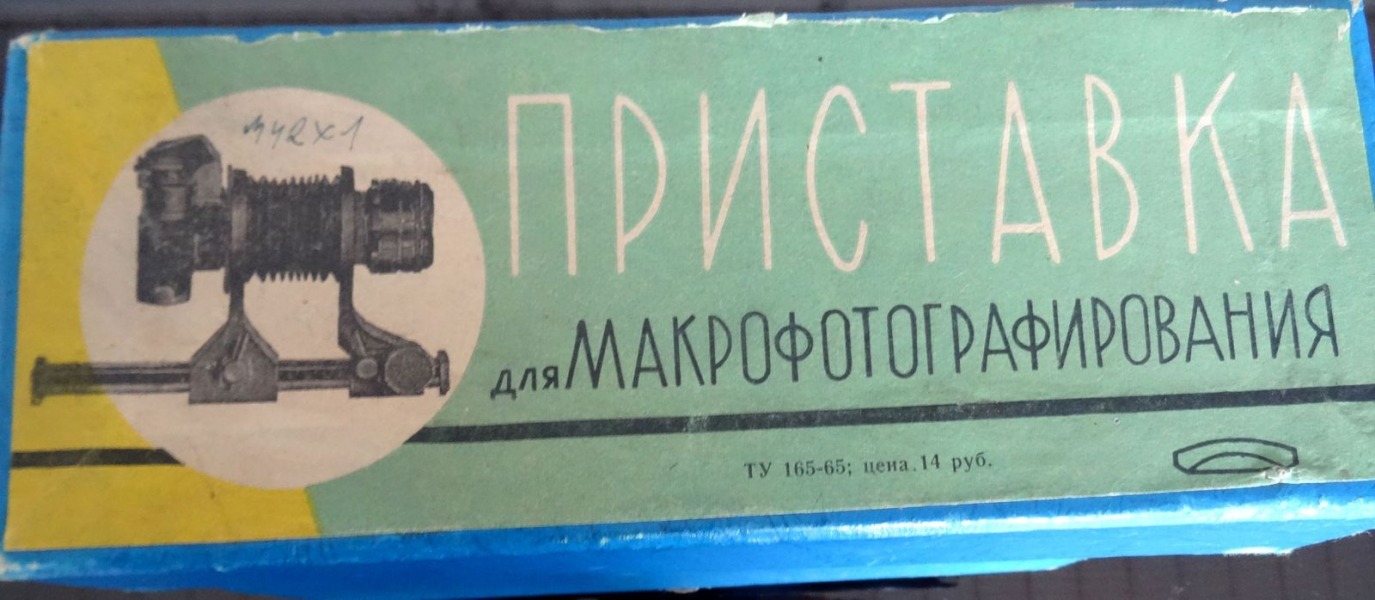 М42х1
ПРИСТАВКА
для МАКРОФОТОГРАФИРОВАНИЯ
ТУ 165-65; цена 14 руб.